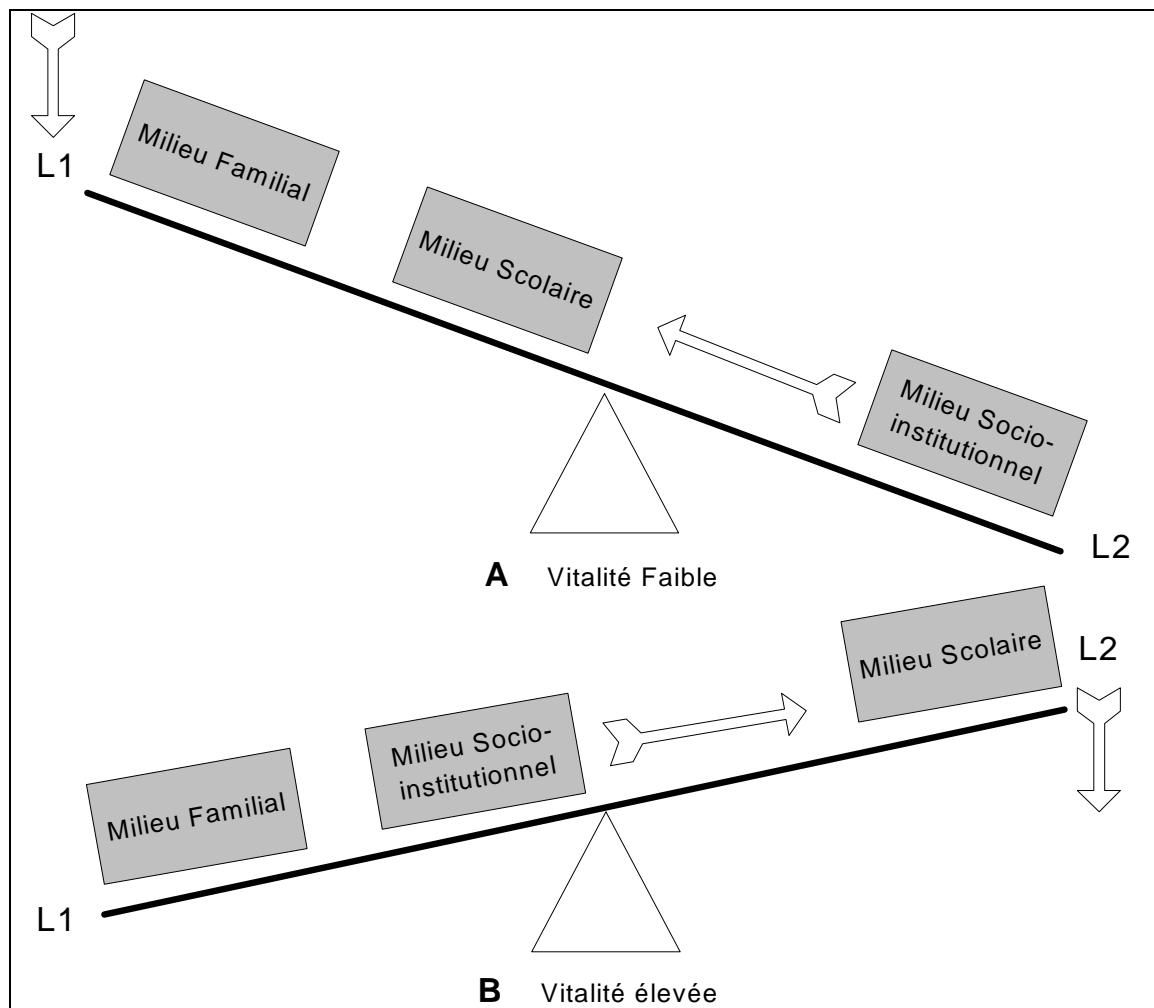 L1
Milieu Familial
Milieu Scolaire
Milieu Socio-
institutionnel
L2
A Vitalité Faible
Milieu Scolaire
L2
Milieu Socio-
institutionnel
Milieu Familial
L1
B Vitalité élevée